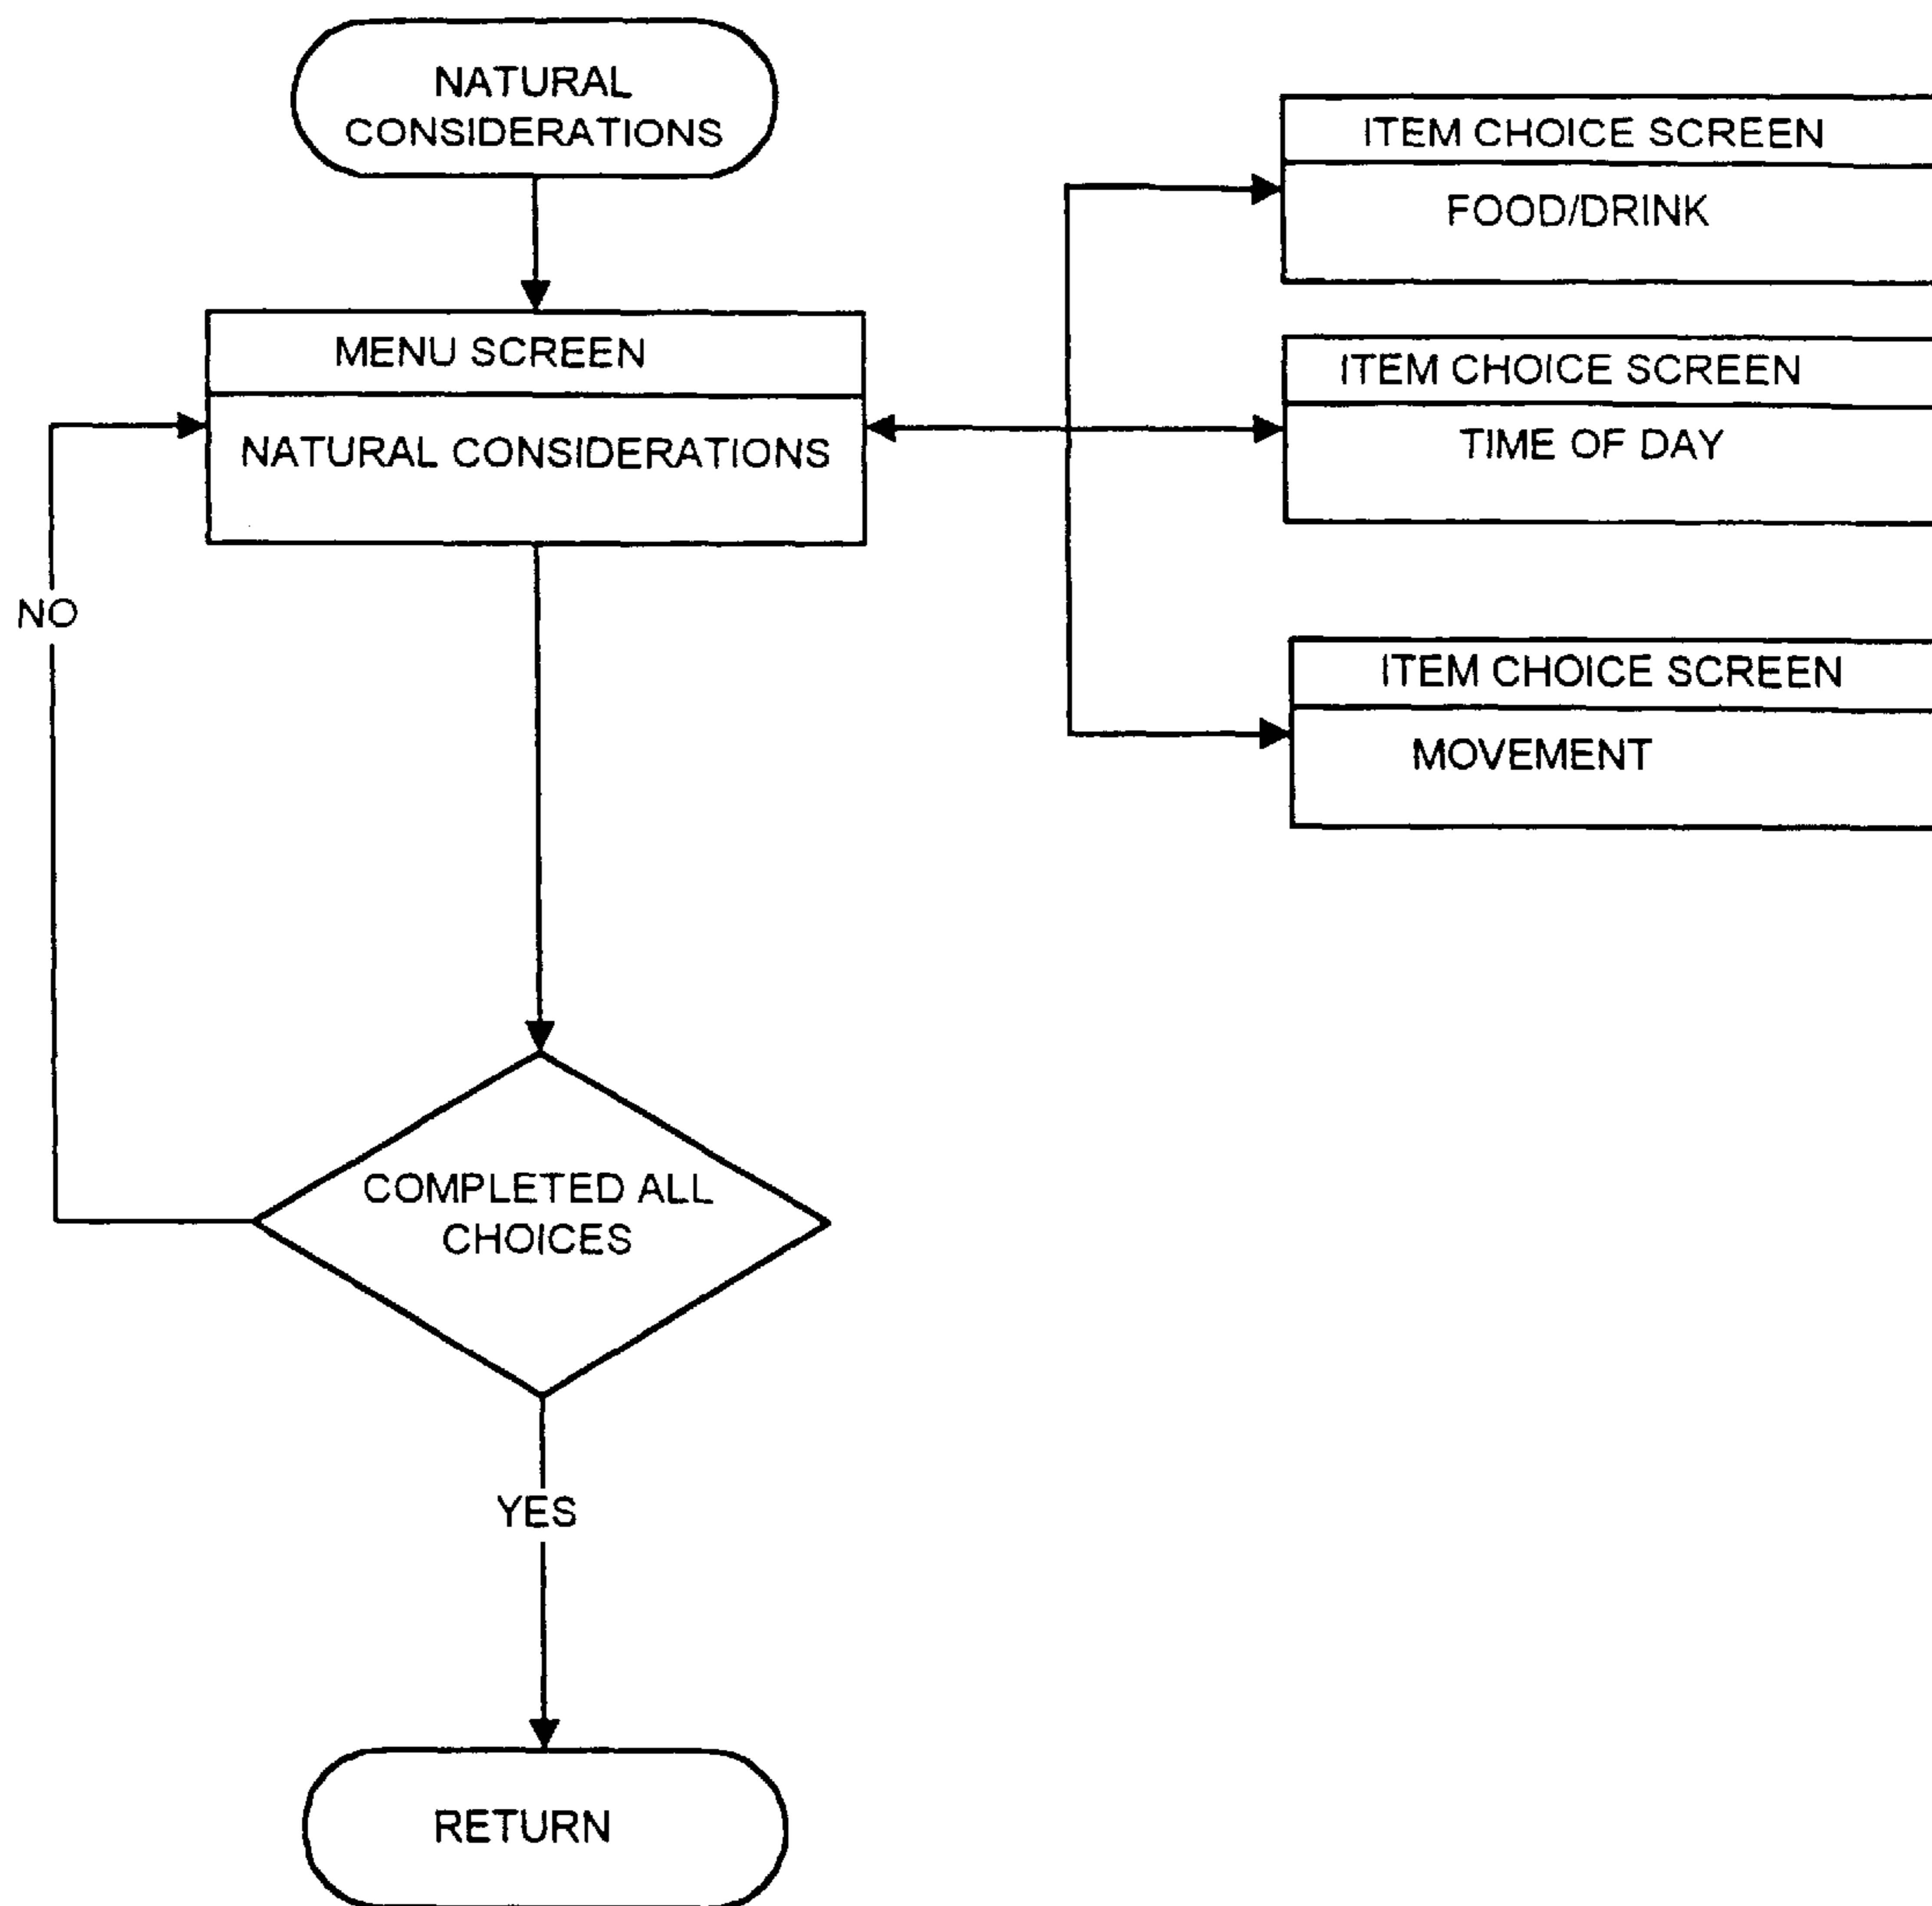 NATURAL
CONSIDERATIONS
ITEM CHOICE SCREEN
FOOD/DRINK
MENU SCREEN
NATURAL CONSIDERATIONS
ITEM CHOICE SCREEN
TIME OF DAY
NO
ITEM CHOICE SCREEN
MOVEMENT
COMPLETED ALL
CHOICES
YES
RETURN